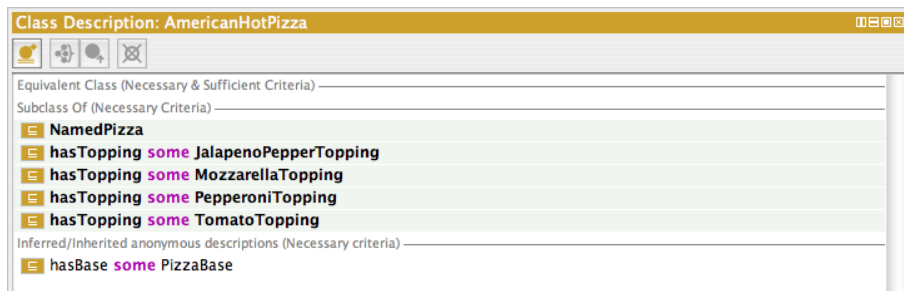 Class Description: AmericanHotPizza
Equivalent Class (Necessary & Sufficient Criteria)
Subclass Of (Necessary Criteria)
⊑ NamedPizza
⊑ hasTopping some JalapenoPepperTopping
⊑ hasTopping some MozzarellaTopping
⊑ hasTopping some PepperoniTopping
⊑ hasTopping some TomatoTopping
Inferred/Inherited anonymous descriptions (Necessary criteria)
⊑ hasBase some PizzaBase